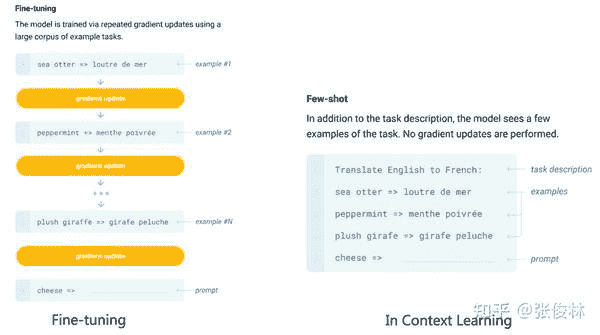 Fine-tuning
The model is trained via repeated gradient updates using a
large corpus of example tasks.
sea otter => loutre de mer
example #1
gradient update
peppermint => menthe poivrée
example #2
gradient update
plush giraffe => girafe peluche
example #N
gradient update
cheese =>
prompt
Fine-tuning
Few-shot
In addition to the task description, the model sees a few
examples of the task. No gradient updates are performed.
Translate English to French:
task description
sea otter => loutre de mer
examples
peppermint => menthe poivrée
plush girafe => girafe peluche
cheese =>
prompt
In Context Learning
知乎 @张俊林